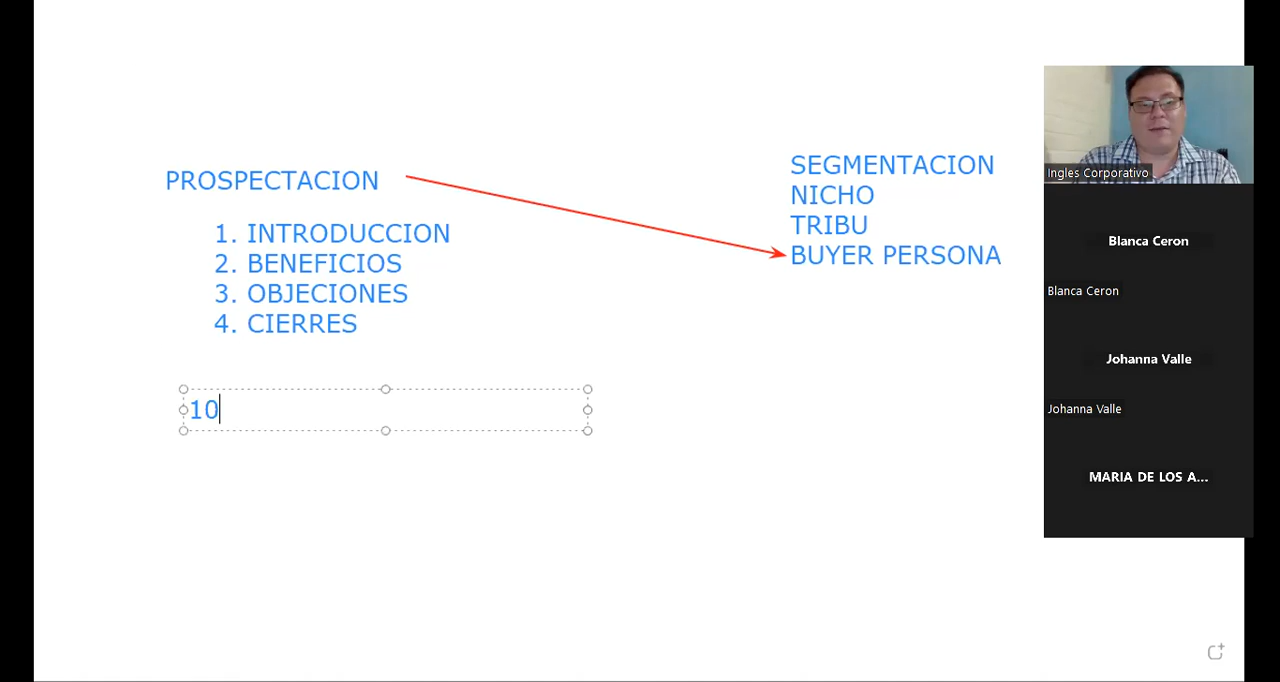 PROSPECTACION
1. INTRODUCCION
2. BENEFICIOS
3. OBJECIONES
4. CIERRES
10
SEGMENTACION
NICHO
TRIBU
BUYER PERSONA
Ingles Corporativo
Blanca Ceron
Blanca Ceron
Johanna Valle
Johanna Valle
MARIA DE LOS A...